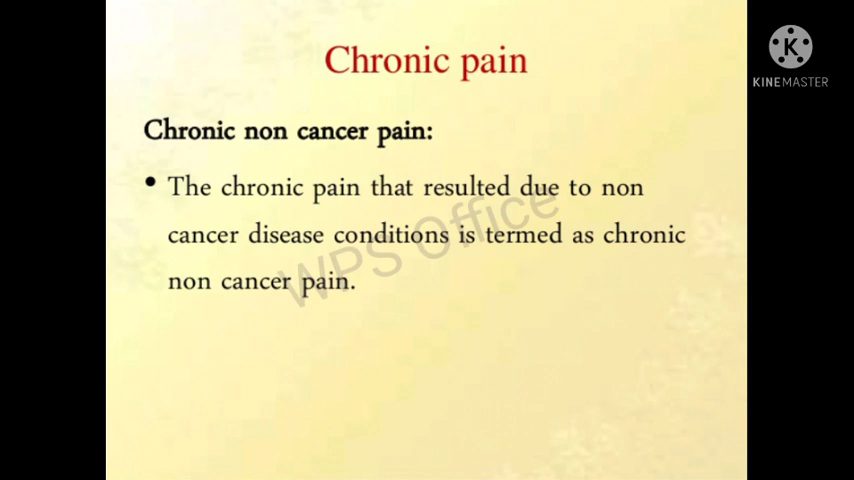 Chronic pain
K
KINEMASTER
Chronic non cancer pain:
• The chronic pain that resulted due to non
cancer disease conditions is termed as chronic
non cancer pain.
WPS Office